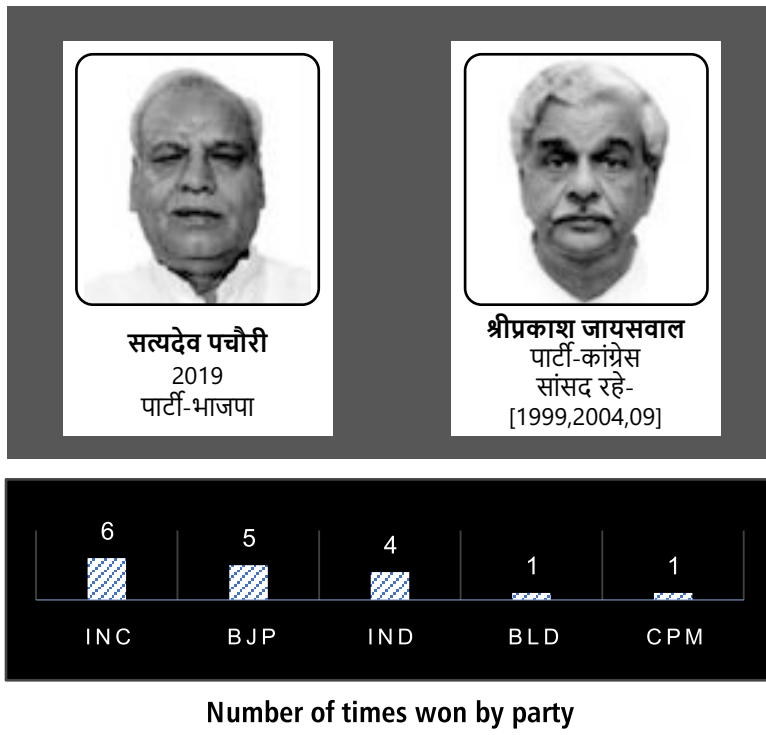 सत्यदेव पचौरी
2019
पार्टी-भाजपा
श्रीप्रकाश जायसवाल
पार्टी-कांग्रेस
सांसद रहे-
[1999,2004,09]
6 5 4 1 1
INC BJP IND BLD CPM
Number of times won by party